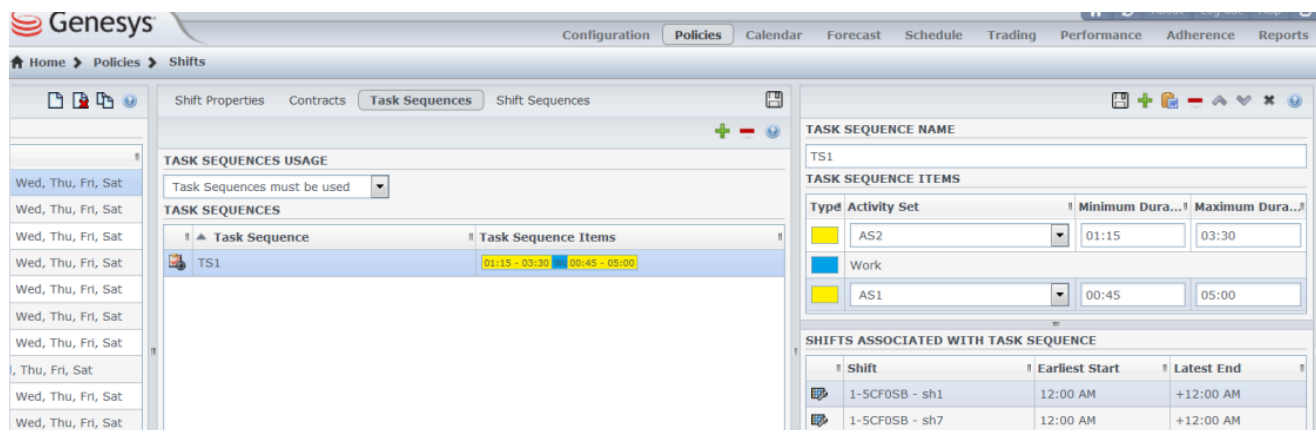 Genesys
Configuration Policies Calendar Forecast Schedule Trading Performance Adherence Reports
Home Policies Shifts
Shift Properties Contracts Task Sequences Shift Sequences
TASK SEQUENCES USAGE
Task Sequences must be used
TASK SEQUENCES
Task Sequence Task Sequence Items
TS1 01:15 - 03:30 00:45 - 05:00
Wed, Thu, Fri, Sat
Wed, Thu, Fri, Sat
Wed, Thu, Fri, Sat
Wed, Thu, Fri, Sat
Wed, Thu, Fri, Sat
Wed, Thu, Fri, Sat
Wed, Thu, Fri, Sat
, Thu, Fri, Sat
Wed, Thu, Fri, Sat
Wed, Thu, Fri, Sat
TASK SEQUENCE NAME
TS1
TASK SEQUENCE ITEMS
Type Activity Set Minimum Dura... Maximum Dura...
AS2 01:15 03:30
Work
AS1 00:45 05:00
SHIFTS ASSOCIATED WITH TASK SEQUENCE
Shift Earliest Start Latest End
1-5CF0SB - sh1 12:00 AM +12:00 AM
1-5CF0SB - sh7 12:00 AM +12:00 AM